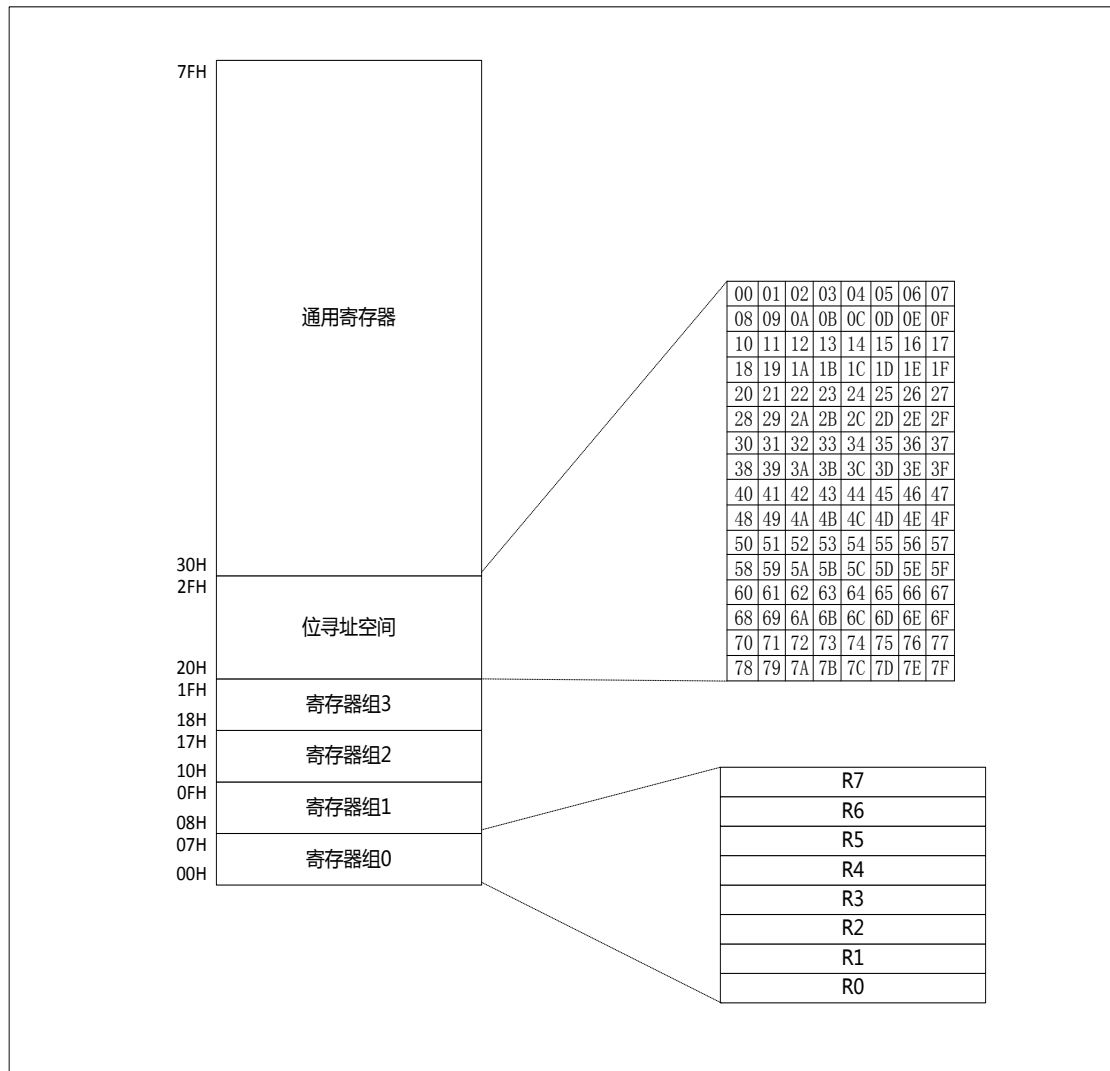 7FH
通用寄存器
30H
2FH
位寻址空间
20H
1FH
寄存器组3
18H
17H
寄存器组2
10H
0FH
寄存器组1
08H
07H
寄存器组0
00H
00 01 02 03 04 05 06 07
08 09 0A 0B 0C 0D 0E 0F
10 11 12 13 14 15 16 17
18 19 1A 1B 1C 1D 1E 1F
20 21 22 23 24 25 26 27
28 29 2A 2B 2C 2D 2E 2F
30 31 32 33 34 35 36 37
38 39 3A 3B 3C 3D 3E 3F
40 41 42 43 44 45 46 47
48 49 4A 4B 4C 4D 4E 4F
50 51 52 53 54 55 56 57
58 59 5A 5B 5C 5D 5E 5F
60 61 62 63 64 65 66 67
68 69 6A 6B 6C 6D 6E 6F
70 71 72 73 74 75 76 77
78 79 7A 7B 7C 7D 7E 7F
R7
R6
R5
R4
R3
R2
R1
R0